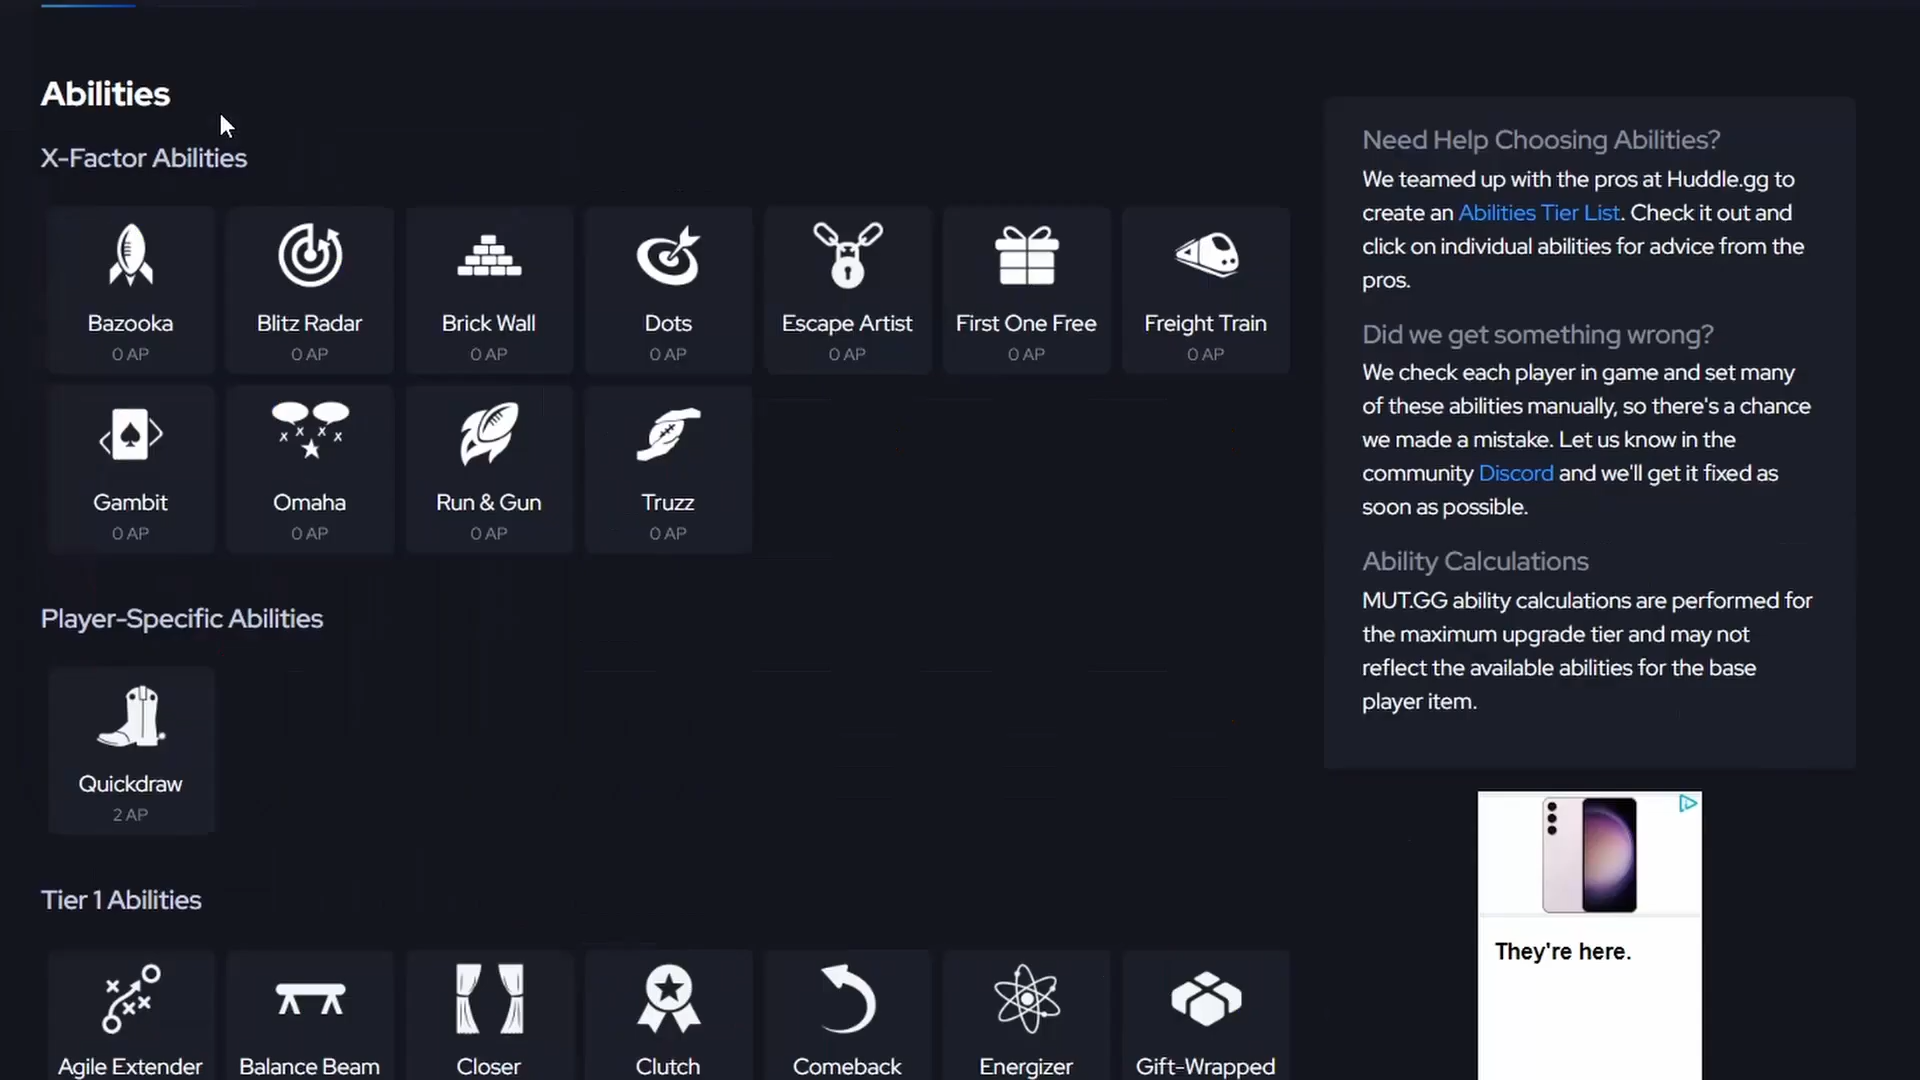 Abilities
X-Factor Abilities
Bazooka
0 AP
Blitz Radar
0 AP
Brick Wall
0 AP
Dots
0 AP
Escape Artist
0 AP
First One Free
0 AP
Freight Train
0 AP
Gambit
0 AP
Omaha
0 AP
Run & Gun
0 AP
Truzz
0 AP
Player-Specific Abilities
Quickdraw
2 AP
Tier 1 Abilities
Agile Extender
Balance Beam
Closer
Clutch
Comeback
Energizer
Gift-Wrapped
Need Help Choosing Abilities?
We teamed up with the pros at Huddle.gg to
create an Abilities Tier List. Check it out and
click on individual abilities for advice from the
pros.
Did we get something wrong?
We check each player in game and set many
of these abilities manually, so there's a chance
we made a mistake. Let us know in the
community Discord and we'll get it fixed as
soon as possible.
Ability Calculations
MUT.GG ability calculations are performed for
the maximum upgrade tier and may not
reflect the available abilities for the base
player item.
They're here.